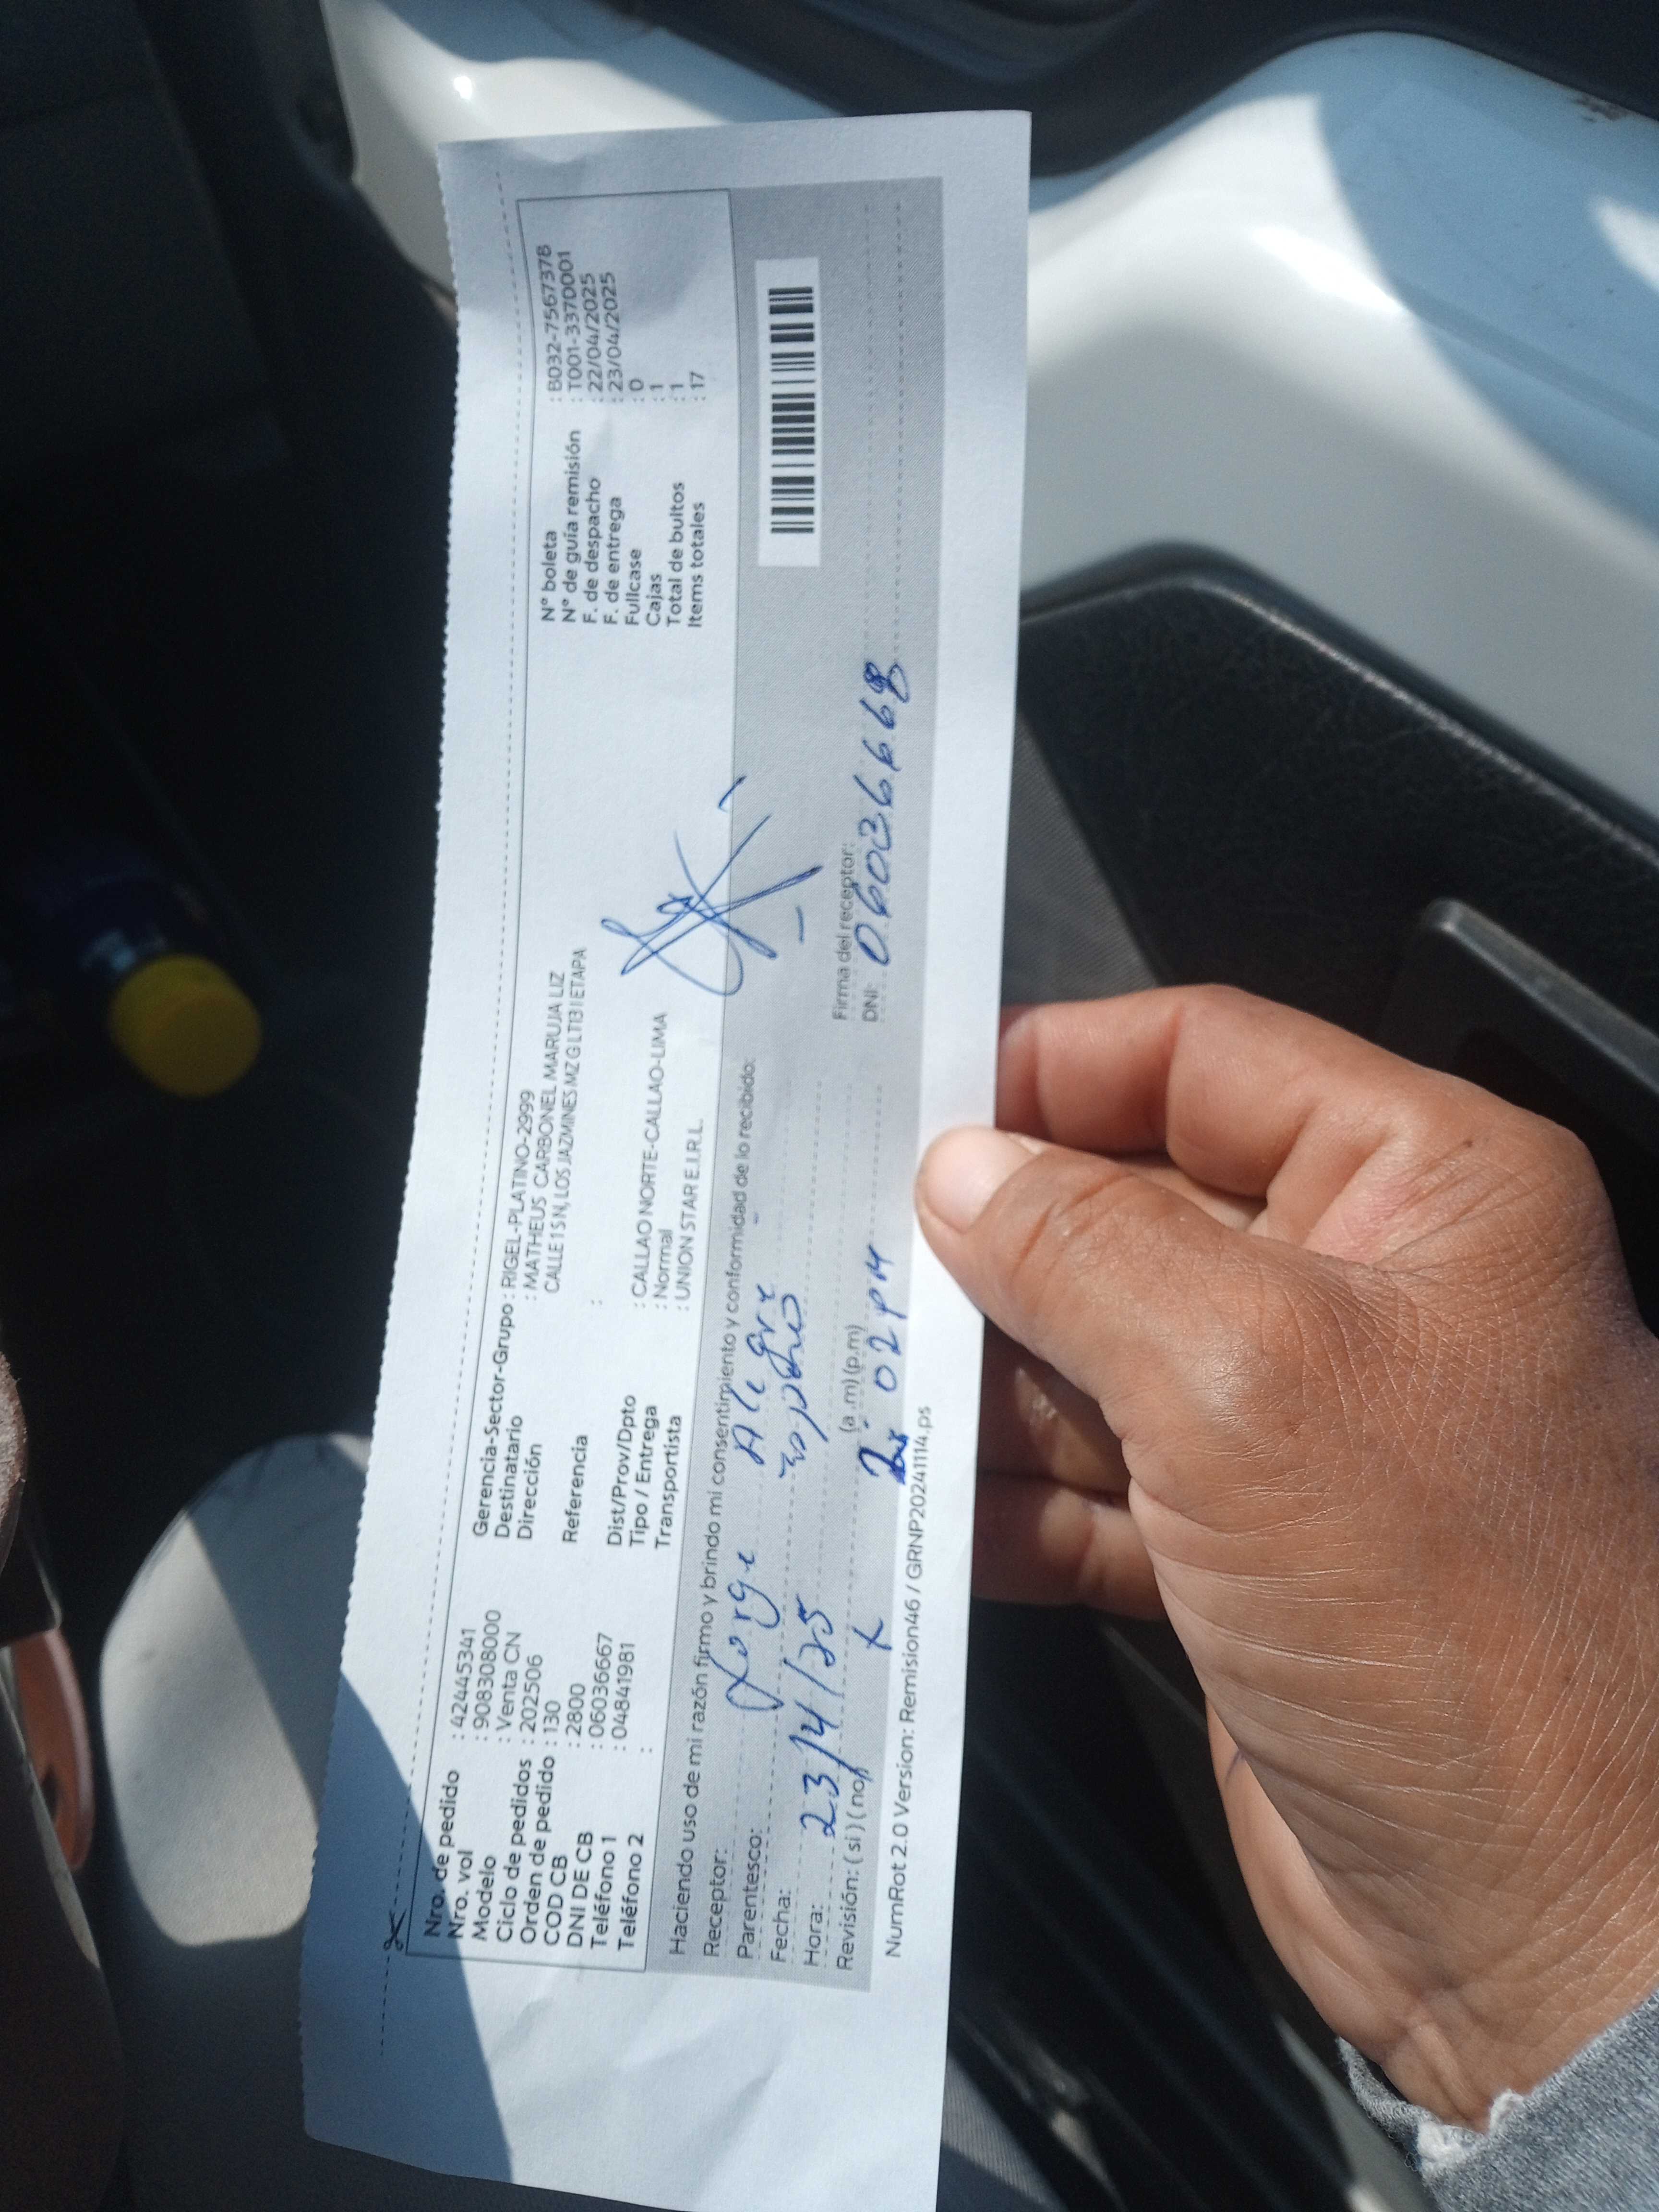 Nro. de pedido : 424445341
Nro. vol : 908308000
Modelo : Venta CN
Ciclo de pedidos : 202506
Orden de pedido : 130
COD CB : 2800
DNI DE CB : 06036667
Teléfono 1 : 04841981
Teléfono 2 :
Gerencia-Sector-Grupo : RIGEL-PLATINO-2999
Destinatario : MATHEUS CARBONEL MARUJA LIZ
Dirección CALLE 1 S N, LOS JAZMINES MZ G LT 13 I ETAPA
Referencia :
Dist/Prov/Dpto : CALLAO NORTE-CALLAO-LIMA
Tipo / Entrega : Normal
Transportista : UNION STAR E.I.R.L.
N° boleta : B032-7567378
N° de guía remisión : T001-3370001
F. de despacho : 22/04/2025
F. de entrega : 23/04/2025
Fullcase : 0
Cajas : 1
Total de bultos : 1
Items totales : 17
Haciendo uso de mi razón firmo y brindo mi consentimiento y conformidad de lo recibido:
Receptor: Jorge Alegre
Parentesco: esposo
Fecha: 23/4/25
Hora: 02 pm (a.m) (p.m)
Revisión: ( si ) ( no) x
Firma del receptor:
DNI: 06036668
NumRot 2.0 Version: Remision46 / GRNP20241114.ps